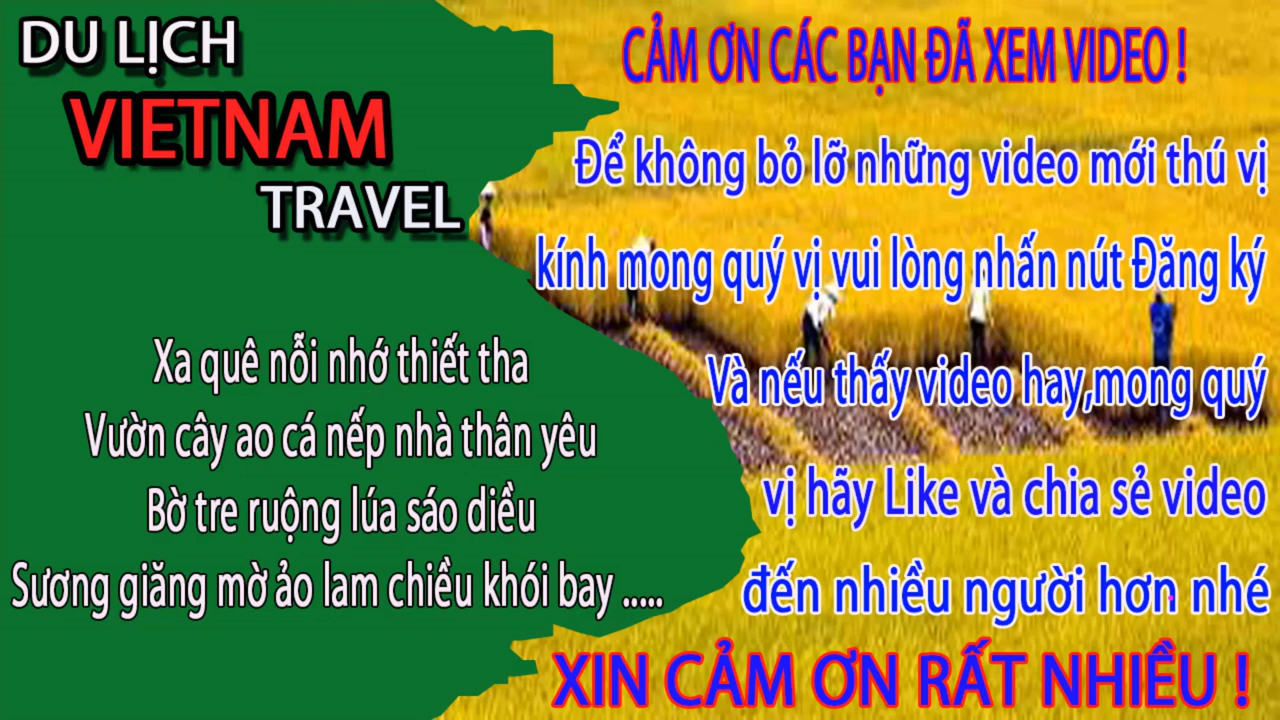 DU LỊCH
VIETNAM
TRAVEL
Xa quê nỗi nhớ thiết tha
Vườn cây ao cá nếp nhà thân yêu
Bờ tre ruộng lúa sáo diều
Sương giăng mờ ảo lam chiều khói bay .....
CẢM ƠN CÁC BẠN ĐÃ XEM VIDEO !
Để không bỏ lỡ những video mới thú vị
kính mong quý vị vui lòng nhấn nút Đăng ký
Và nếu thấy video hay,mong quý
vị hãy Like và chia sẻ video
đến nhiều người hơn nhé
XIN CẢM ƠN RẤT NHIỀU !